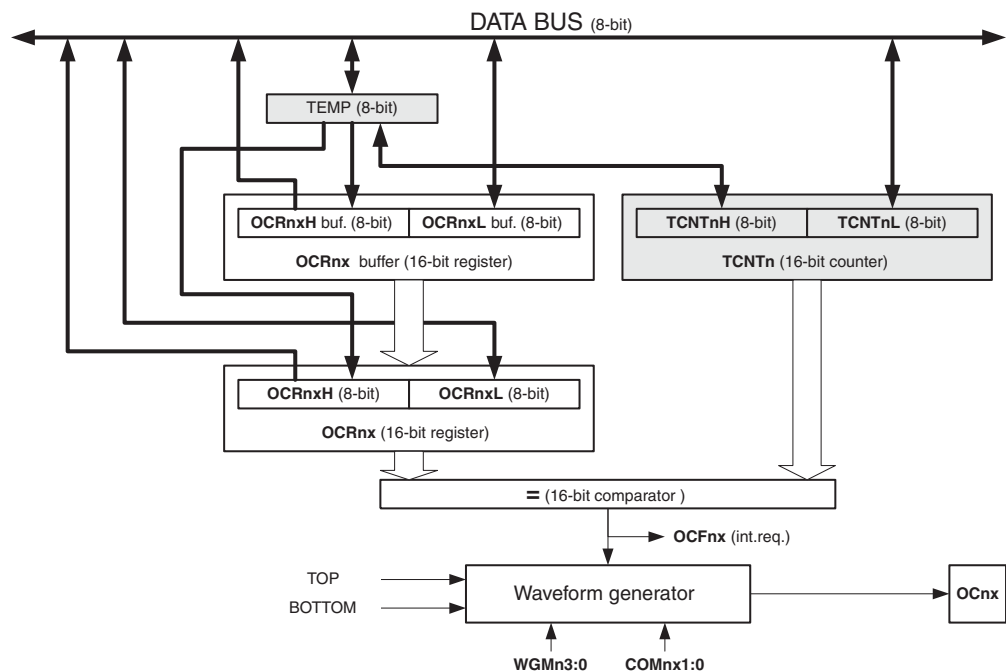 DATA BUS (8-bit)
TEMP (8-bit)
OCRnxH buf. (8-bit)
OCRnxL buf. (8-bit)
OCRnx buffer (16-bit register)
TCNTnH (8-bit)
TCNTnL (8-bit)
TCNTn (16-bit counter)
OCRnxH (8-bit)
OCRnxL (8-bit)
OCRnx (16-bit register)
= (16-bit comparator )
OCFnx (int.req.)
TOP
BOTTOM
Waveform generator
OCnx
WGMn3:0
COMnx1:0